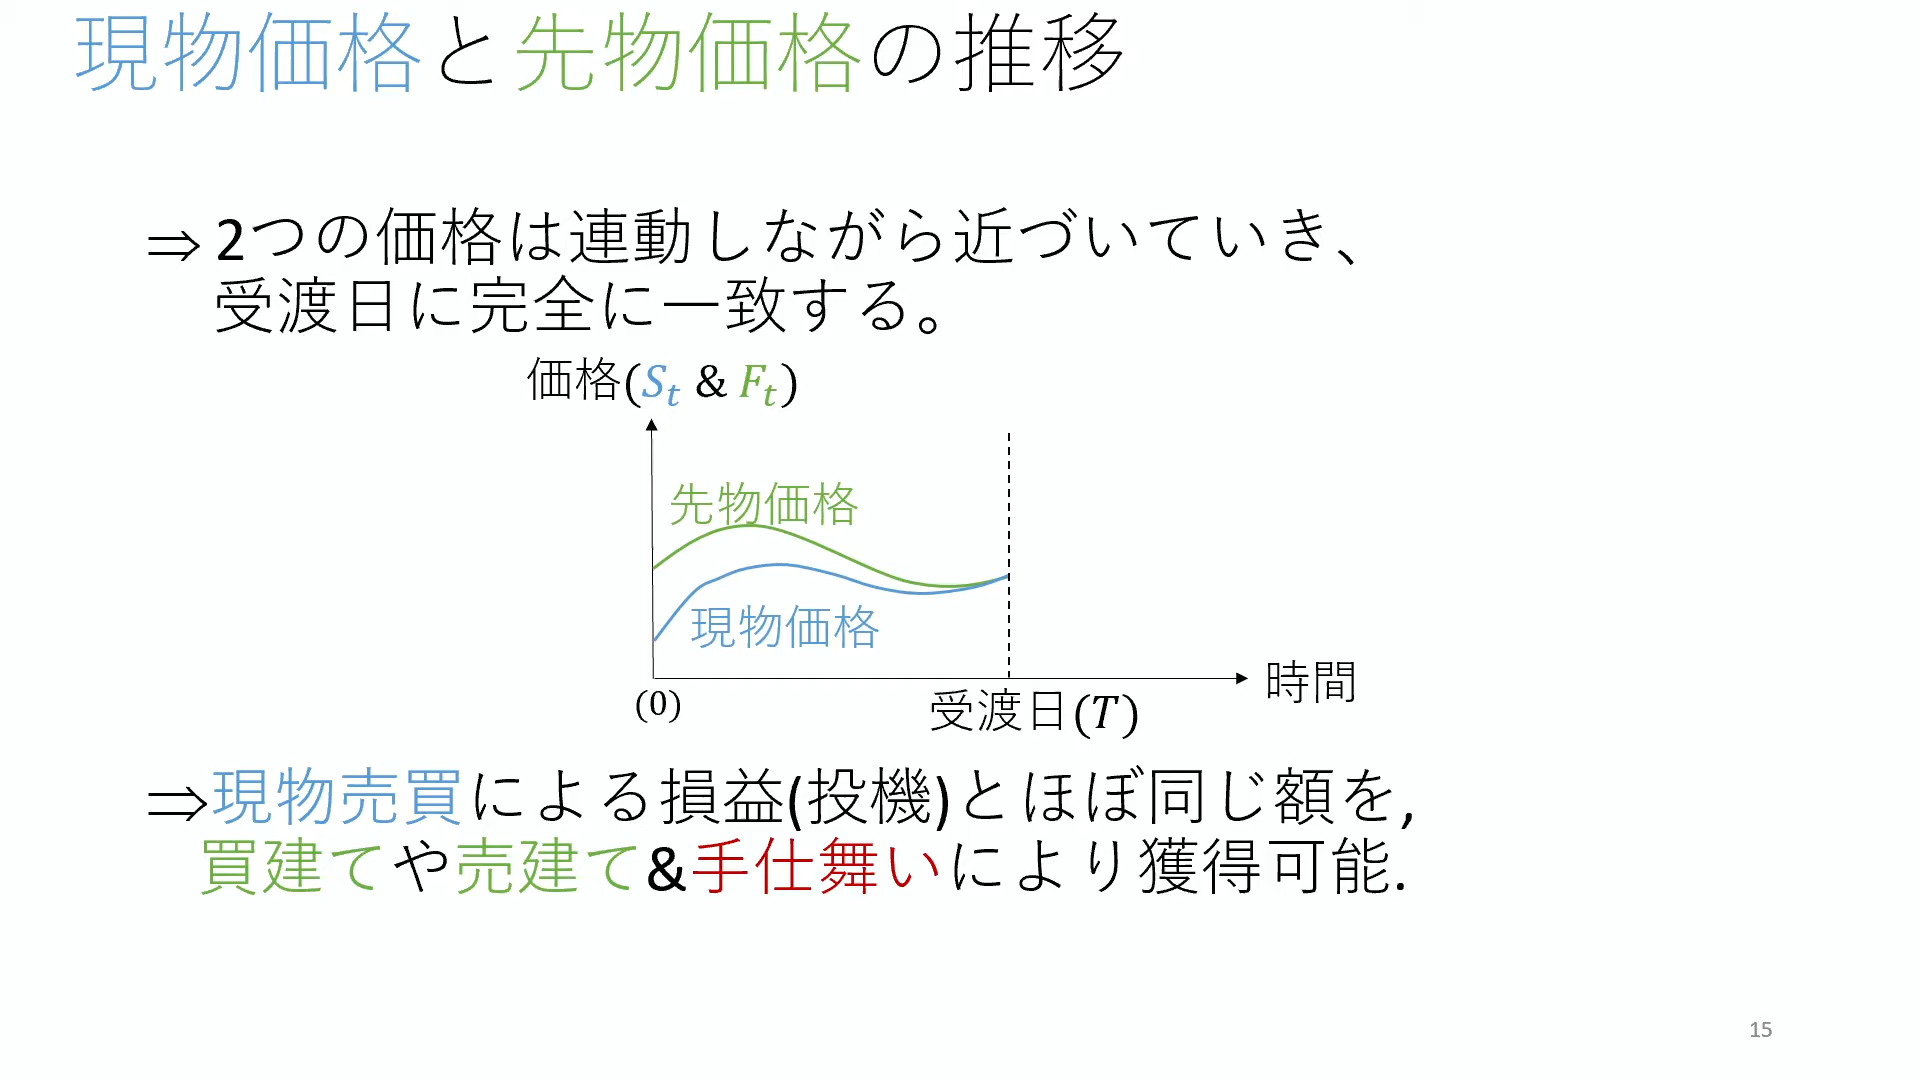 現物価格と先物価格の推移
⇒2つの価格は連動しながら近づいていき、
受渡日に完全に一致する。
価格(S_t & F_t)
先物価格
現物価格
時間
(0)
受渡日(T)
⇒現物売買による損益(投機)とほぼ同じ額を,
買建てや売建て&手仕舞いにより獲得可能.
15